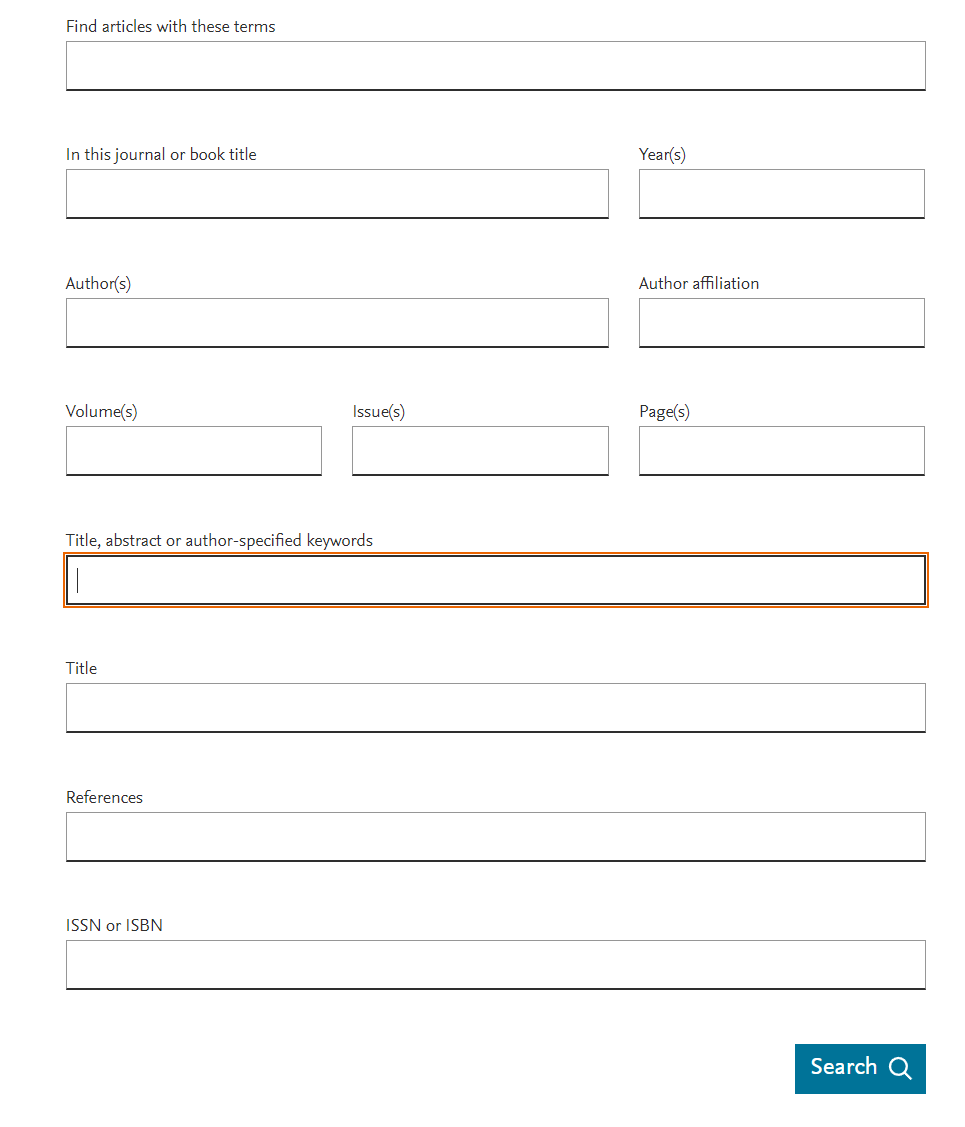 Find articles with these terms
In this journal or book title
Year(s)
Author(s)
Author affiliation
Volume(s)
Issue(s)
Page(s)
Title, abstract or author-specified keywords
Title
References
ISSN or ISBN
Search